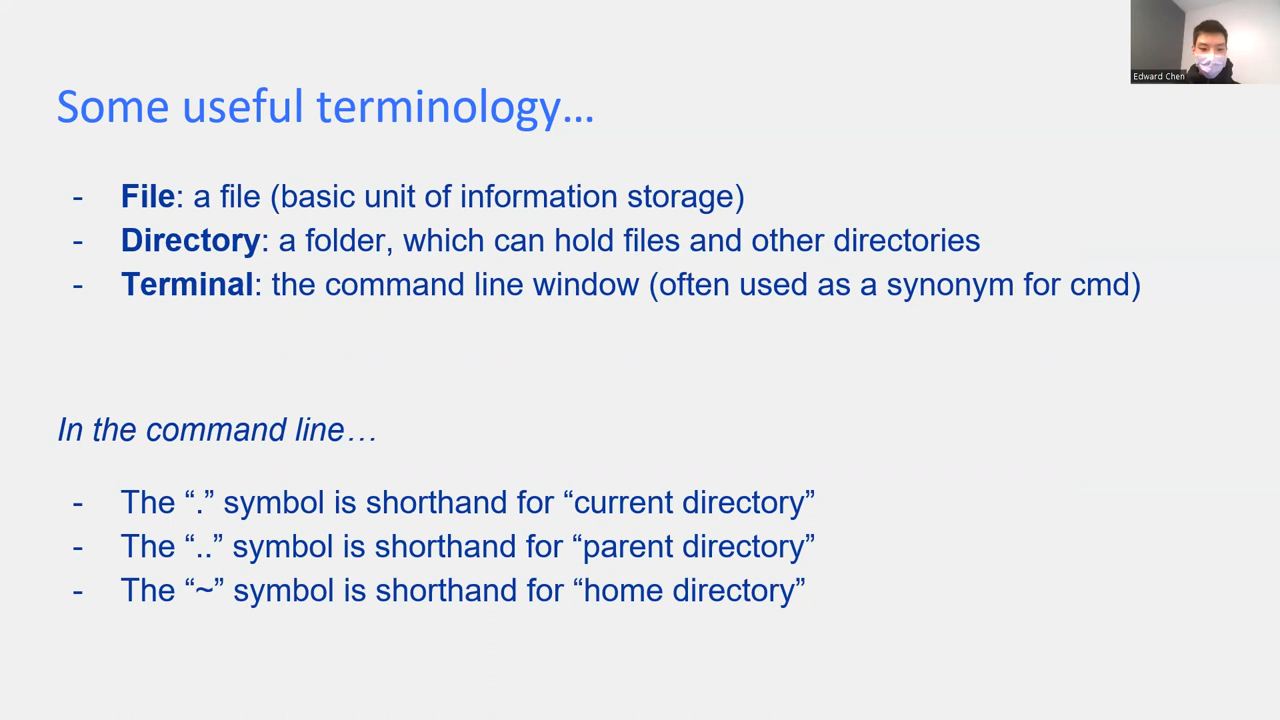 Edward Chen
Some useful terminology…
- File: a file (basic unit of information storage)
- Directory: a folder, which can hold files and other directories
- Terminal: the command line window (often used as a synonym for cmd)
In the command line…
- The “.” symbol is shorthand for “current directory”
- The “..” symbol is shorthand for “parent directory”
- The “~” symbol is shorthand for “home directory”